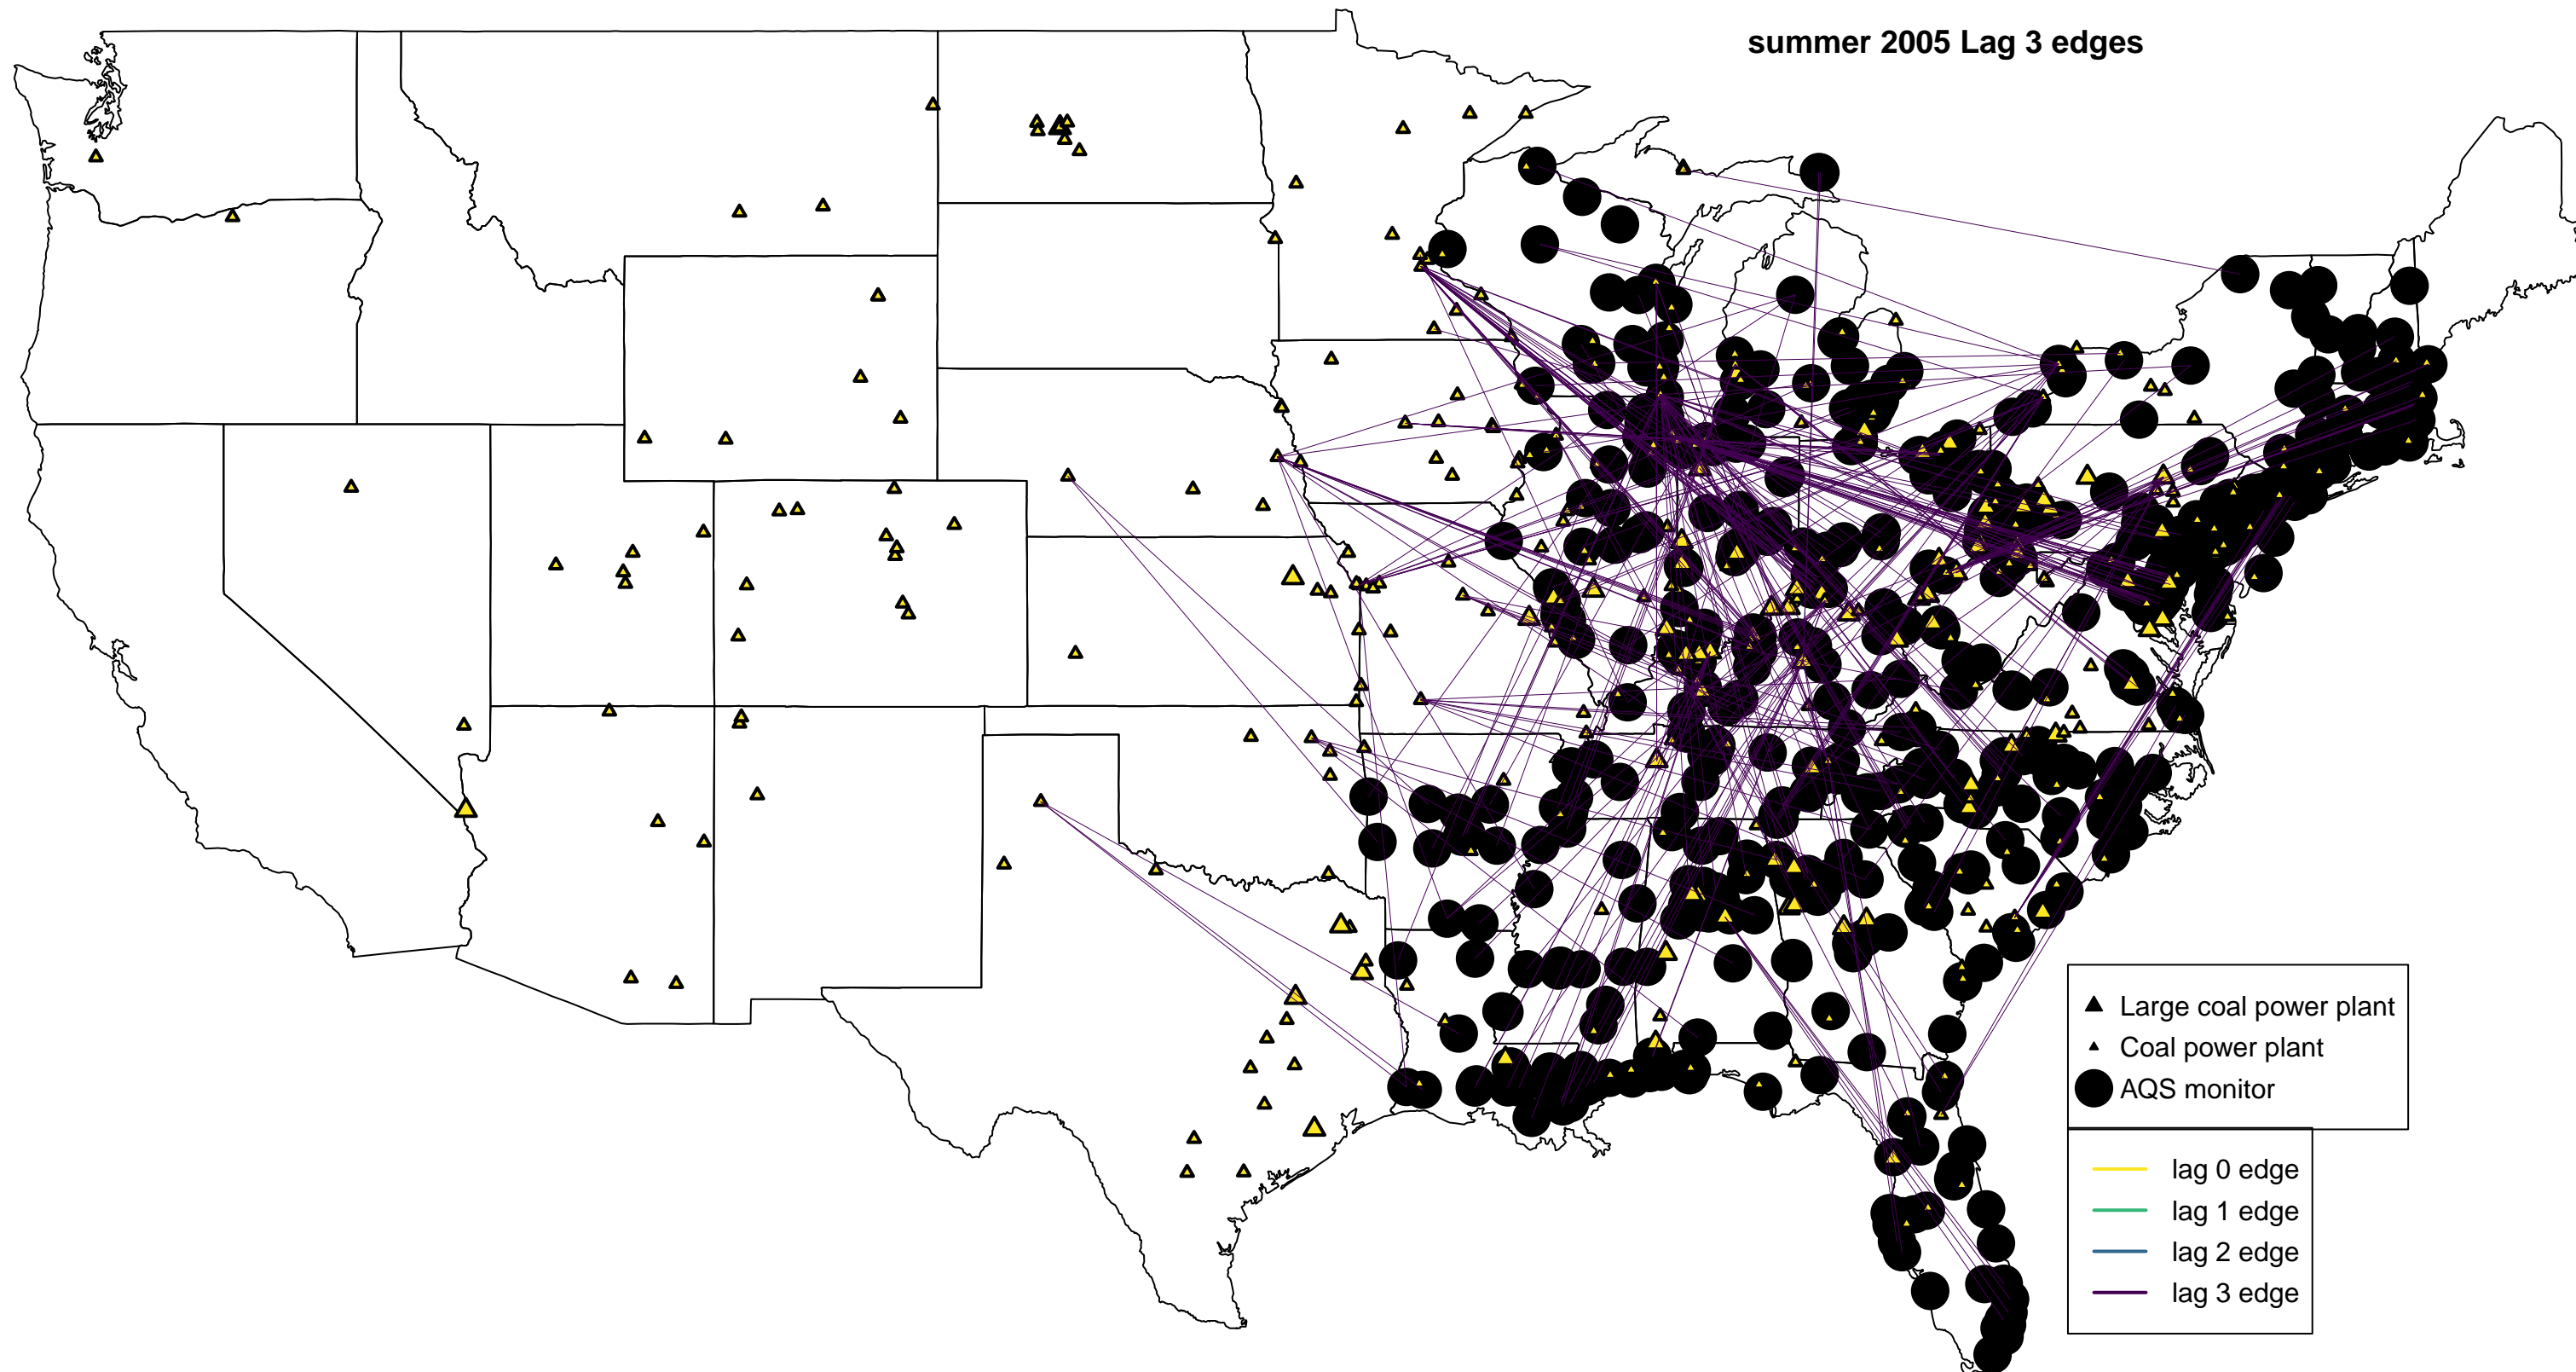 summer 2005 Lag 3 edges
Large coal power plant
Coal power plant
AQS monitor
lag 0 edge
lag 1 edge
lag 2 edge
lag 3 edge